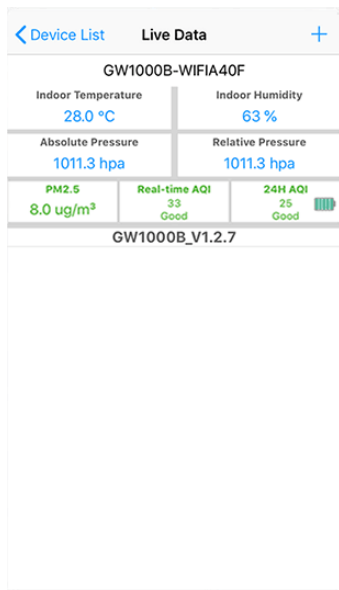 Device List Live Data +
GW1000B-WIFIA40F
Indoor Temperature Indoor Humidity
28.0 °C 63 %
Absolute Pressure Relative Pressure
1011.3 hpa 1011.3 hpa
PM2.5 Real-time AQI 24H AQI
8.0 ug/m³ 33 25
Good Good
GW1000B_V1.2.7